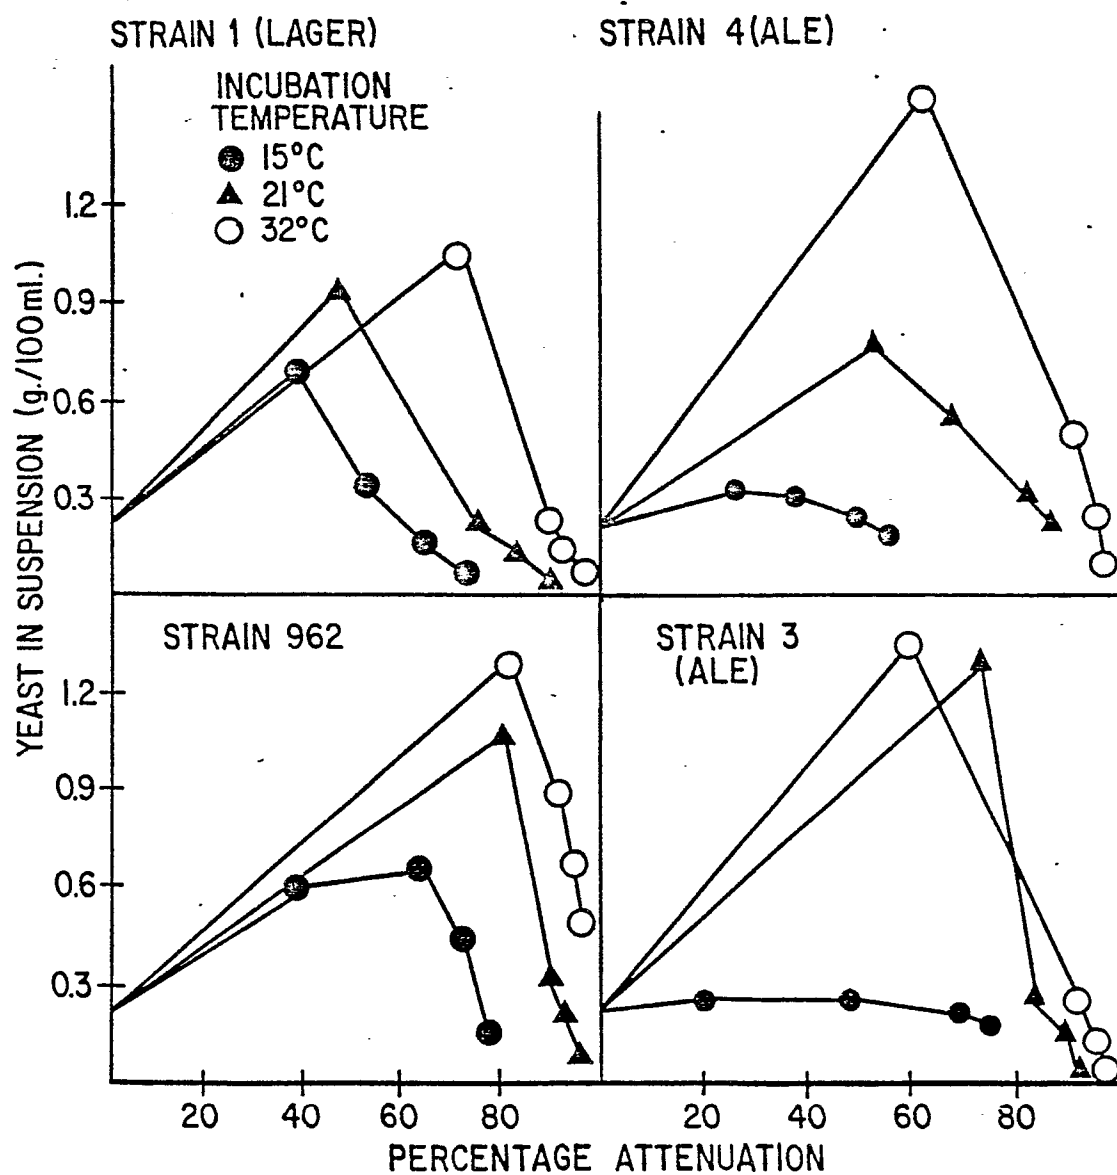 STRAIN 1 (LAGER)
STRAIN 4 (ALE)
INCUBATION
TEMPERATURE
15°C
21°C
32°C
1.2
0.9
0.6
0.3
YEAST IN SUSPENSION (g./100ml.)
STRAIN 962
STRAIN 3
(ALE)
1.2
0.9
0.6
0.3
20 40 60 80 20 40 60 80
PERCENTAGE ATTENUATION